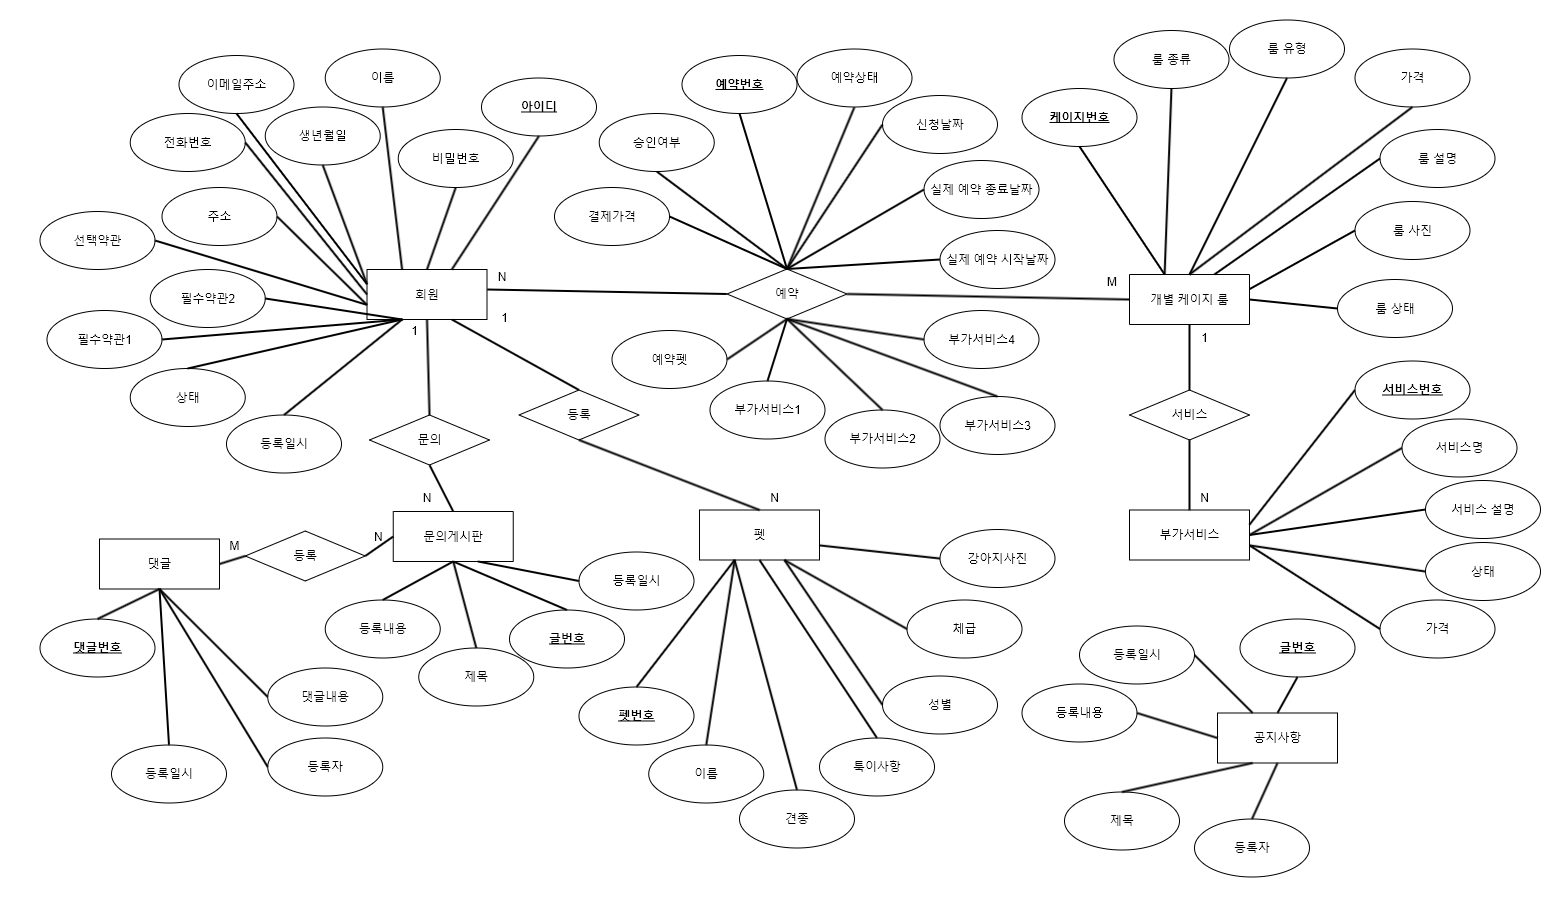 룸 유형
룸 종류
이름
이메일주소
예약번호
예약상태
가격
아이디
케이지번호
생년월일
신청날짜
전화번호
비밀번호
승인여부
룸 설명
실제 예약 종료날짜
주소
결제가격
룸 사진
선택약관
실제 예약 시작날짜
N
M
회원
예약
개별 케이지 룸
필수약관2
룸 상태
1
1
1
필수약관1
부가서비스4
예약펫
서비스번호
상태
부가서비스1
등록
서비스
부가서비스3
등록일시
문의
부가서비스2
서비스명
N
N
N
서비스 설명
문의게시판
펫
부가서비스
N
M
등록
댓글
강아지사진
상태
등록일시
등록내용
글번호
체급
가격
댓글번호
글번호
등록일시
제목
댓글내용
펫번호
성별
등록내용
공지사항
등록일시
등록자
이름
특이사항
견종
제목
등록자